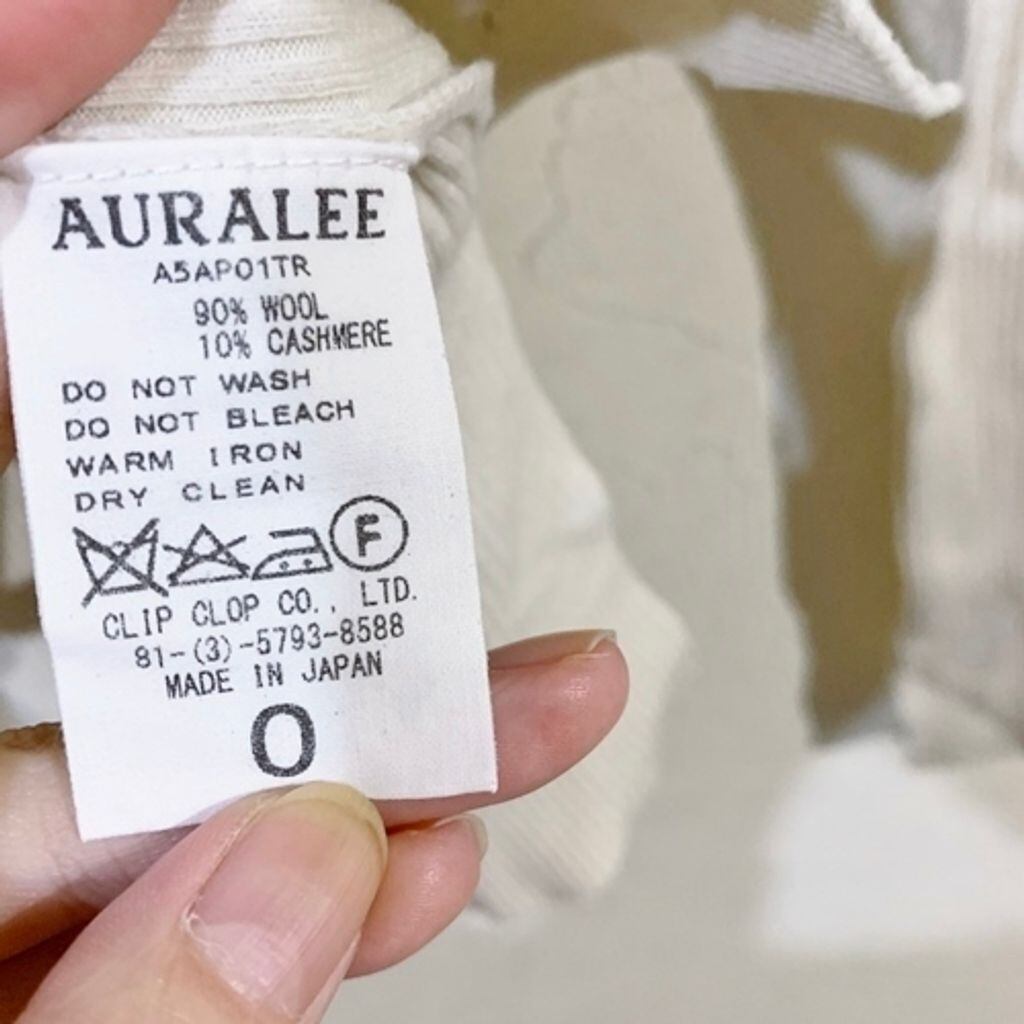 AURALEE
A5AP01TR
90% WOOL
10% CASHMERE
DO NOT WASH
DO NOT BLEACH
WARM IRON
DRY CLEAN
F
CLIP CLOP CO., LTD.
81-(3)-5793-8588
MADE IN JAPAN
0